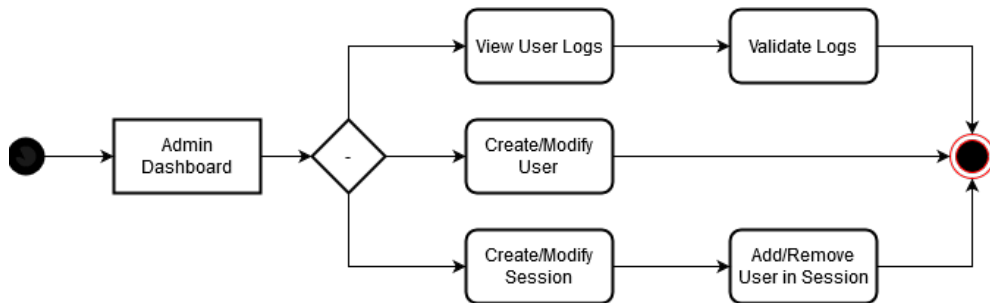 View User Logs
Validate Logs
Admin
Dashboard
-
Create/Modify
User
Create/Modify
Session
Add/Remove
User in Session